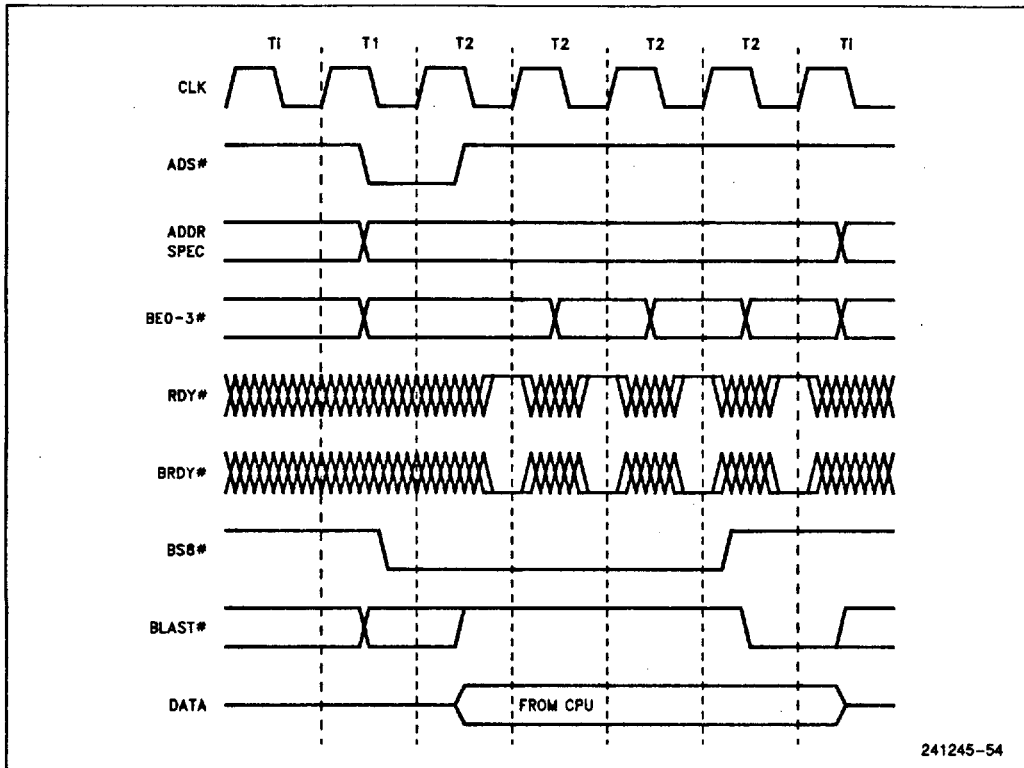 Ti T1 T2 T2 T2 T2 Ti
CLK
ADS#
ADDR
SPEC
BE0-3#
RDY#
BRDY#
BS8#
BLAST#
DATA
FROM CPU
241245-54